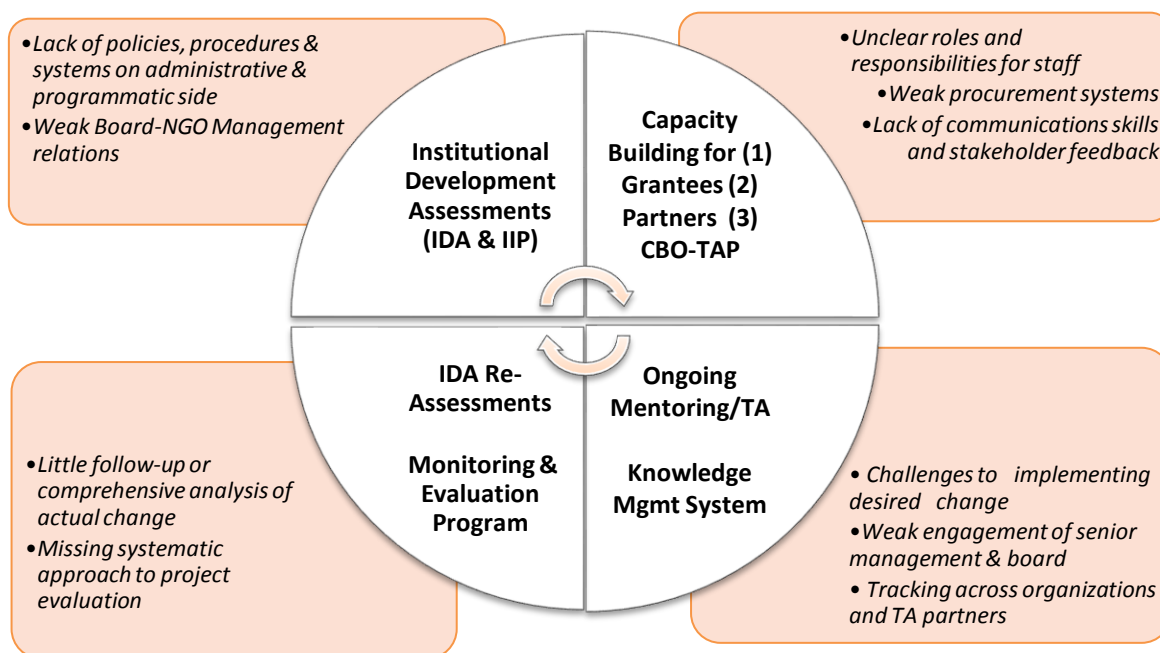 •Lack of policies, procedures &
systems on administrative &
programmatic side
•Weak Board-NGO Management
relations
Institutional
Development
Assessments
(IDA & IIP)
Capacity
Building for (1)
Grantees (2)
Partners (3)
CBO-TAP
•Unclear roles and
responsibilities for staff
•Weak procurement systems
•Lack of communications skills
and stakeholder feedback
•Little follow-up or
comprehensive analysis of
actual change
•Missing systematic
approach to project
evaluation
IDA Re-
Assessments
Monitoring &
Evaluation
Program
Ongoing
Mentoring/TA
Knowledge
Mgmt System
• Challenges to implementing
desired change
•Weak engagement of senior
management & board
• Tracking across organizations
and TA partners